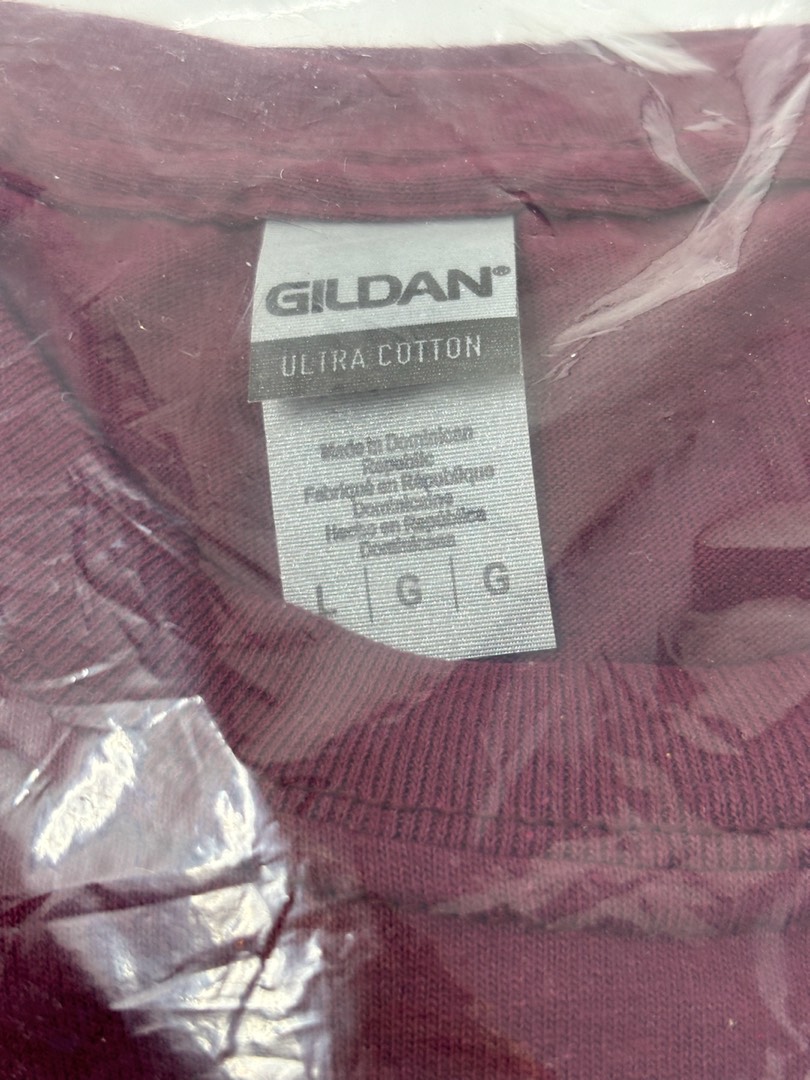 GILDAN®
ULTRA COTTON
Made in Dominican
Republic
Fabriqué en République
Dominicaine
Hecho en República
Dominicana
L | G | G